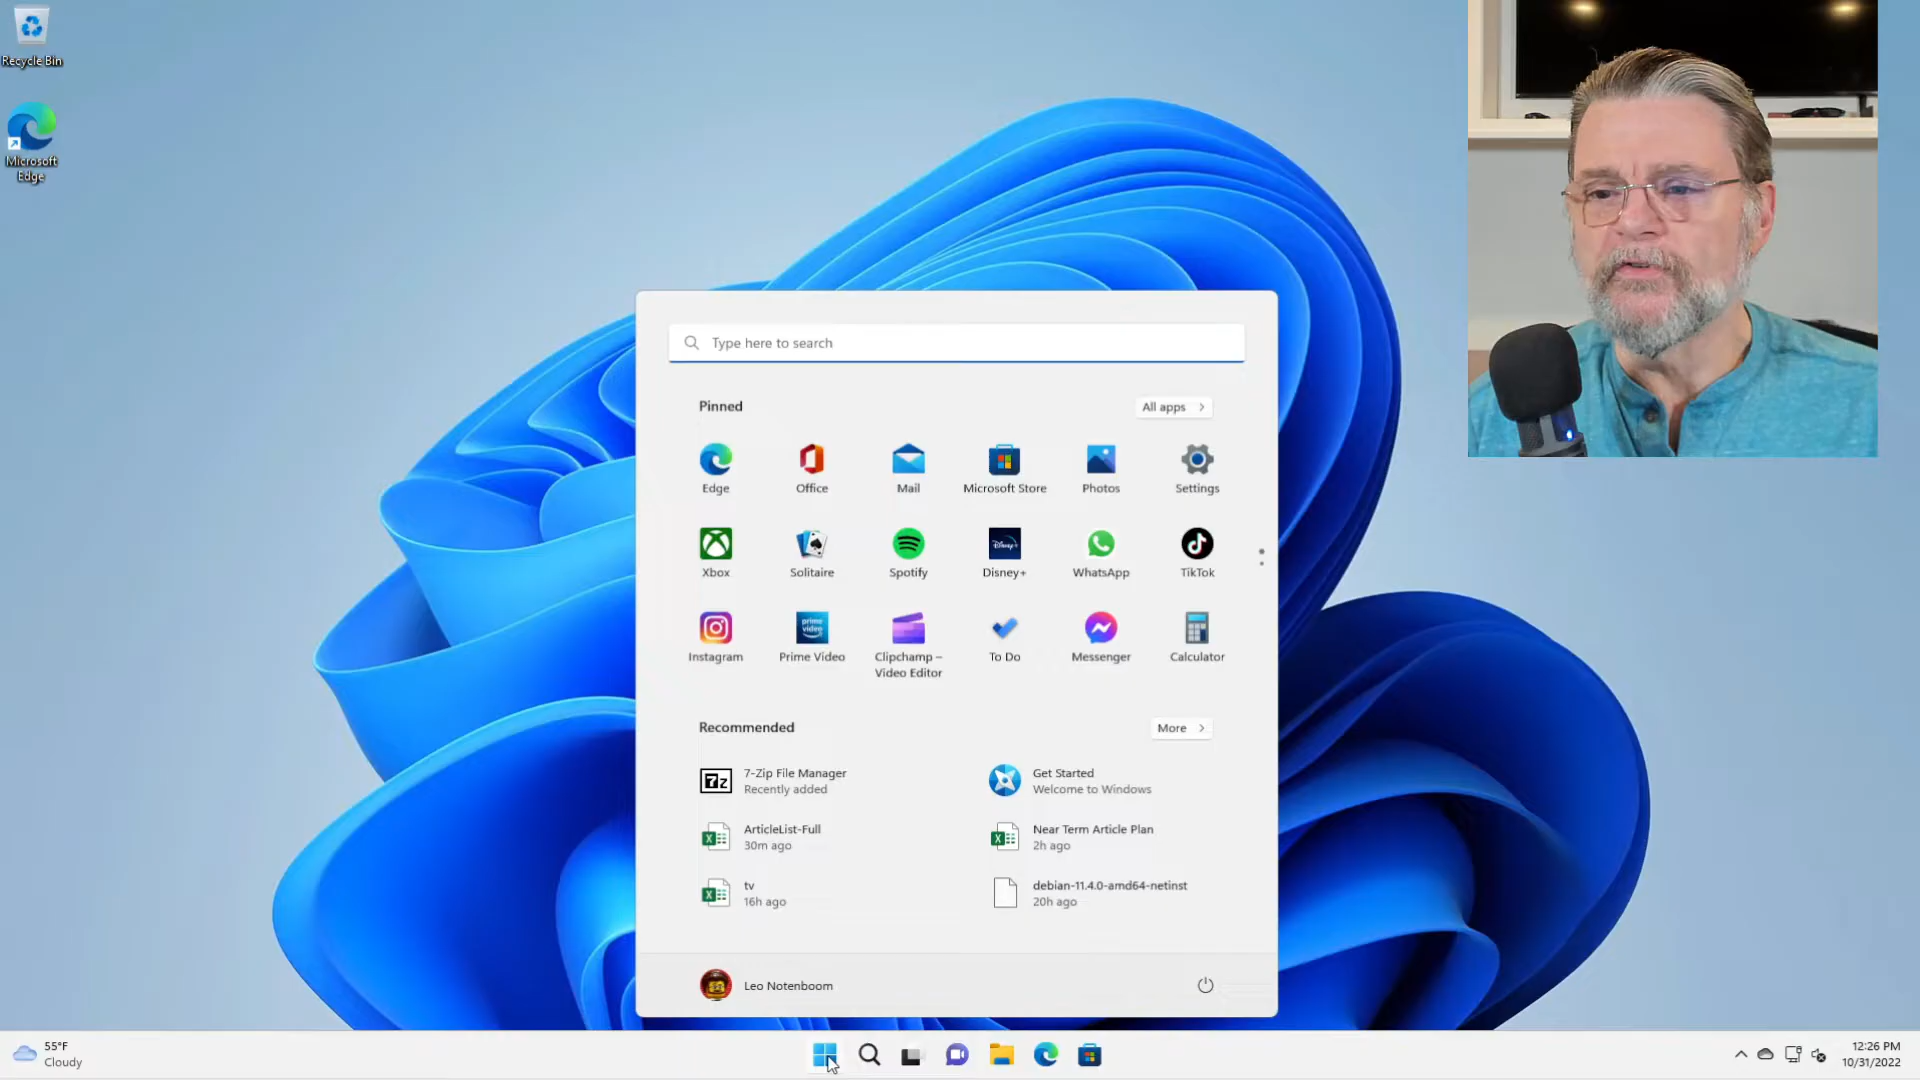 Recycle Bin
Microsoft
Edge
Type here to search
Pinned
All apps
Edge
Office
Mail
Microsoft Store
Photos
Settings
Xbox
Solitaire
Spotify
Disney+
WhatsApp
TikTok
prime video
Instagram
Prime Video
Clipchamp –
Video Editor
To Do
Messenger
Calculator
Recommended
More
7z
7-Zip File Manager
Recently added
Get Started
Welcome to Windows
ArticleList-Full
30m ago
Near Term Article Plan
2h ago
tv
16h ago
debian-11.4.0-amd64-netinst
20h ago
Leo Notenboom
55°F
Cloudy
12:26 PM
10/31/2022